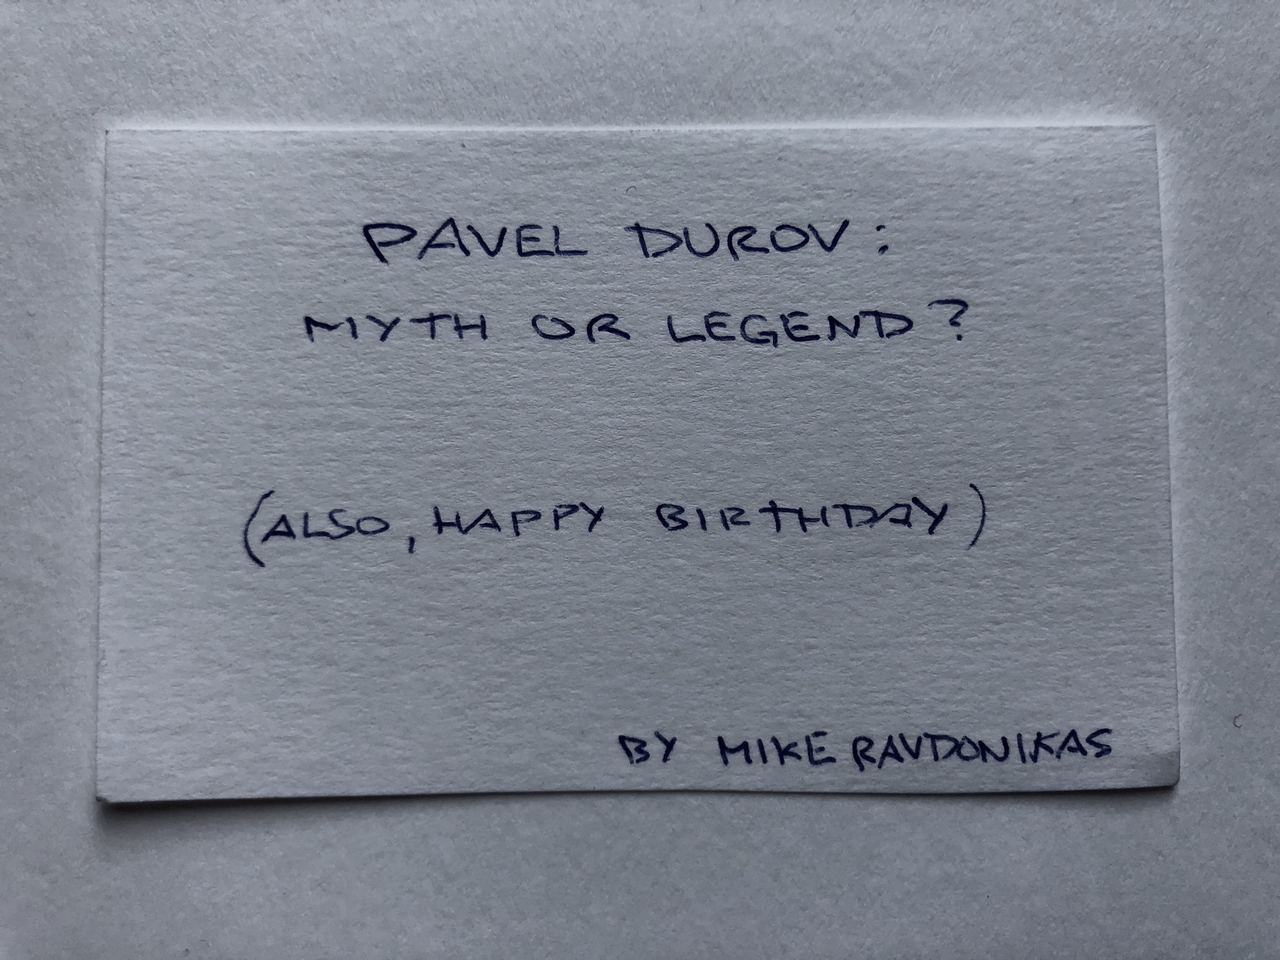 PAVEL DUROV:
MYTH OR LEGEND?
(ALSO, HAPPY BIRTHDAY)
BY MIKE RAVDONIKAS